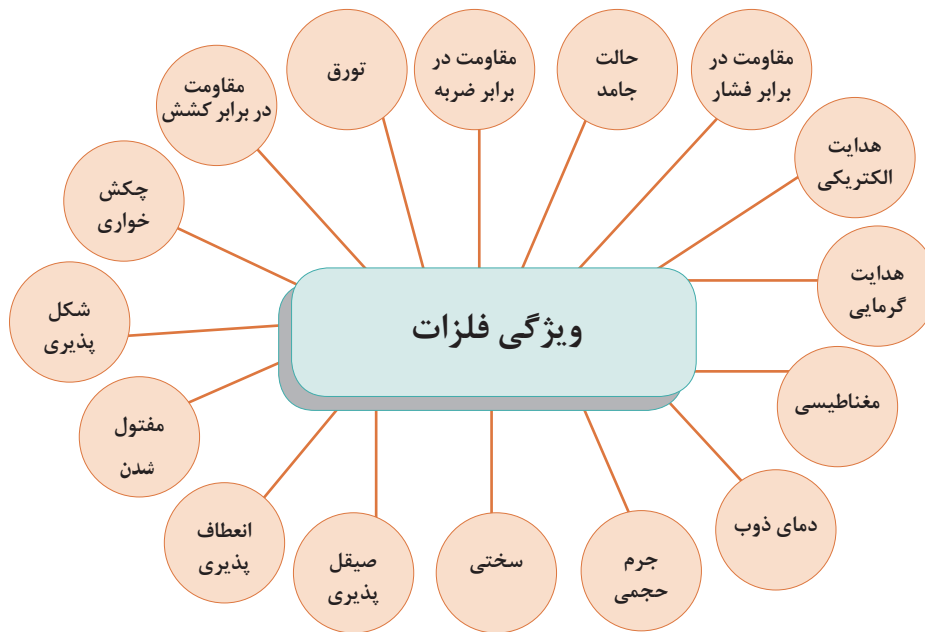 ویژگی فلزات
مقاومت در
برابر فشار
حالت
جامد
مقاومت در
برابر ضربه
تورق
مقاومت
در برابر کشش
چکش
خواری
شکل
پذیری
مفتول
شدن
انعطاف
پذیری
صیقل
پذیری
سختی
جرم
حجمی
دمای ذوب
مغناطیسی
هدایت
گرمایی
هدایت
الکتریکی